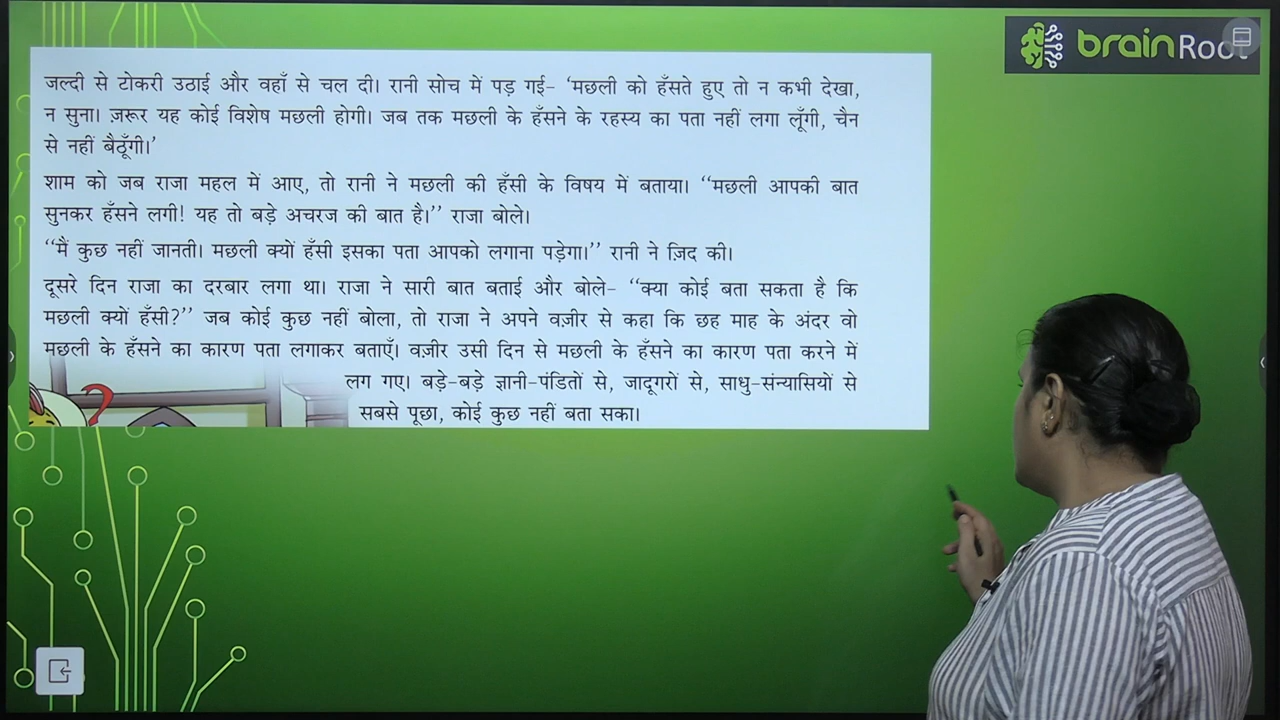 brainRoot
जल्दी से टोकरी उठाई और वहाँ से चल दी। रानी सोच में पड़ गई– ‘मछली को हँसते हुए तो न कभी देखा,
न सुना। ज़रूर यह कोई विशेष मछली होगी। जब तक मछली के हँसने के रहस्य का पता नहीं लगा लूँगी, चैन
से नहीं बैठूँगी।’
शाम को जब राजा महल में आए, तो रानी ने मछली की हँसी के विषय में बताया। ‘‘मछली आपकी बात
सुनकर हँसने लगी! यह तो बड़े अचरज की बात है।’’ राजा बोले।
‘‘मैं कुछ नहीं जानती। मछली क्यों हँसी इसका पता आपको लगाना पड़ेगा।’’ रानी ने ज़िद की।
दूसरे दिन राजा का दरबार लगा था। राजा ने सारी बात बताई और बोले– ‘‘क्या कोई बता सकता है कि
मछली क्यों हँसी?’’ जब कोई कुछ नहीं बोला, तो राजा ने अपने वज़ीर से कहा कि छह माह के अंदर वो
मछली के हँसने का कारण पता लगाकर बताएँ। वज़ीर उसी दिन से मछली के हँसने का कारण पता करने में
लग गए। बड़े-बड़े ज्ञानी-पंडितों से, जादूगरों से, साधु-संन्यासियों से
सबसे पूछा, कोई कुछ नहीं बता सका।
?